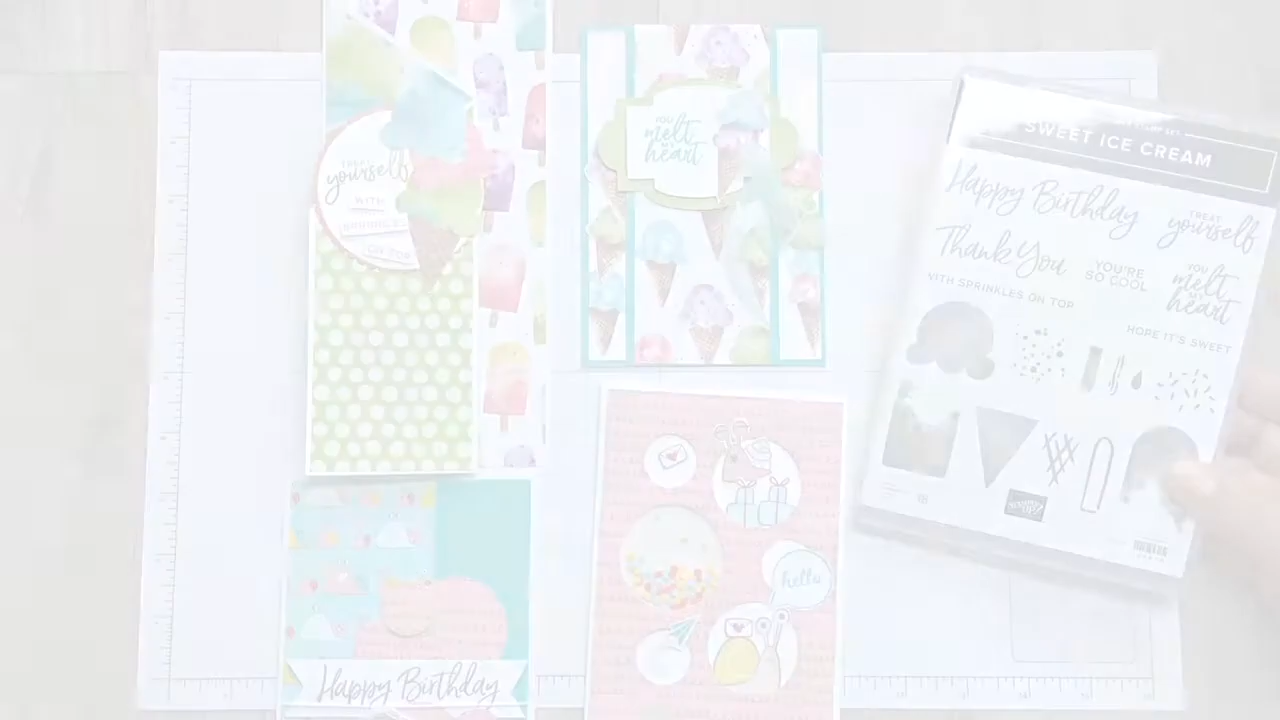 TREAT
yourself
WITH
SPRINKLES
ON TOP
YOU
melt
MY
heart
SWEET ICE CREAM
Happy Birthday
TREAT
yourself
Thank You
YOU'RE
SO COOL
YOU
melt
MY
heart
WITH SPRINKLES ON TOP
HOPE IT'S SWEET
hello
Happy Birthday